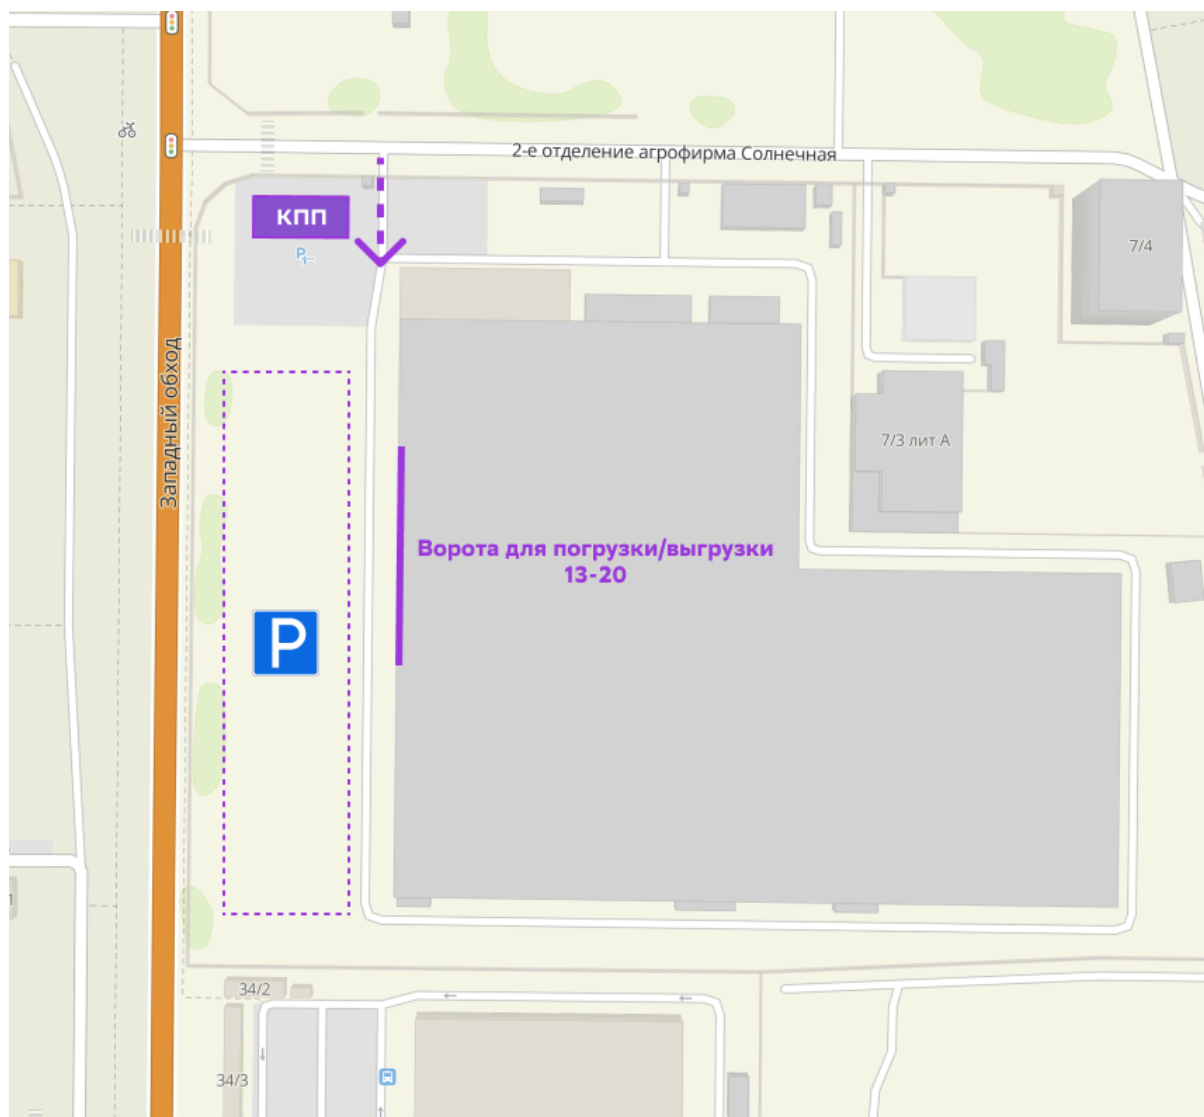 2-е отделение агрофирма Солнечная
КПП
P
7/4
Западный обход
7/3 лит А
Ворота для погрузки/выгрузки
13-20
P
34/2
34/3